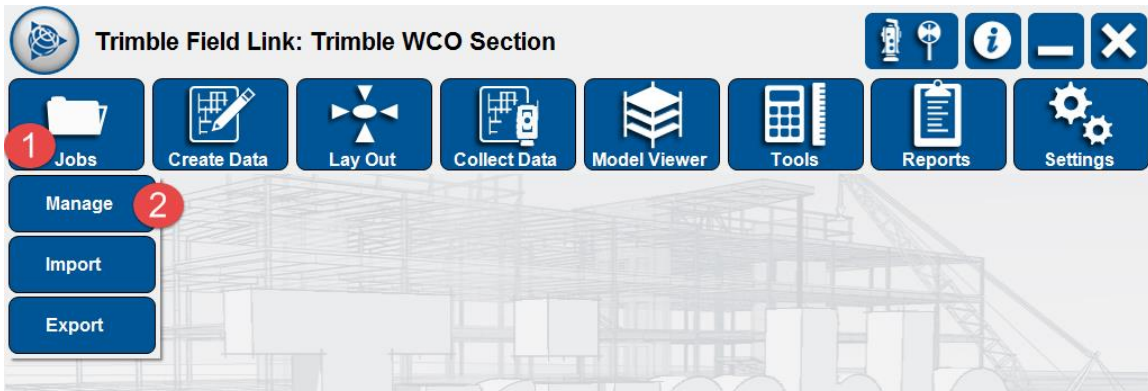 Trimble Field Link: Trimble WCO Section
1 Jobs
Create Data
Lay Out
Collect Data
Model Viewer
Tools
Reports
Settings
Manage 2
Import
Export